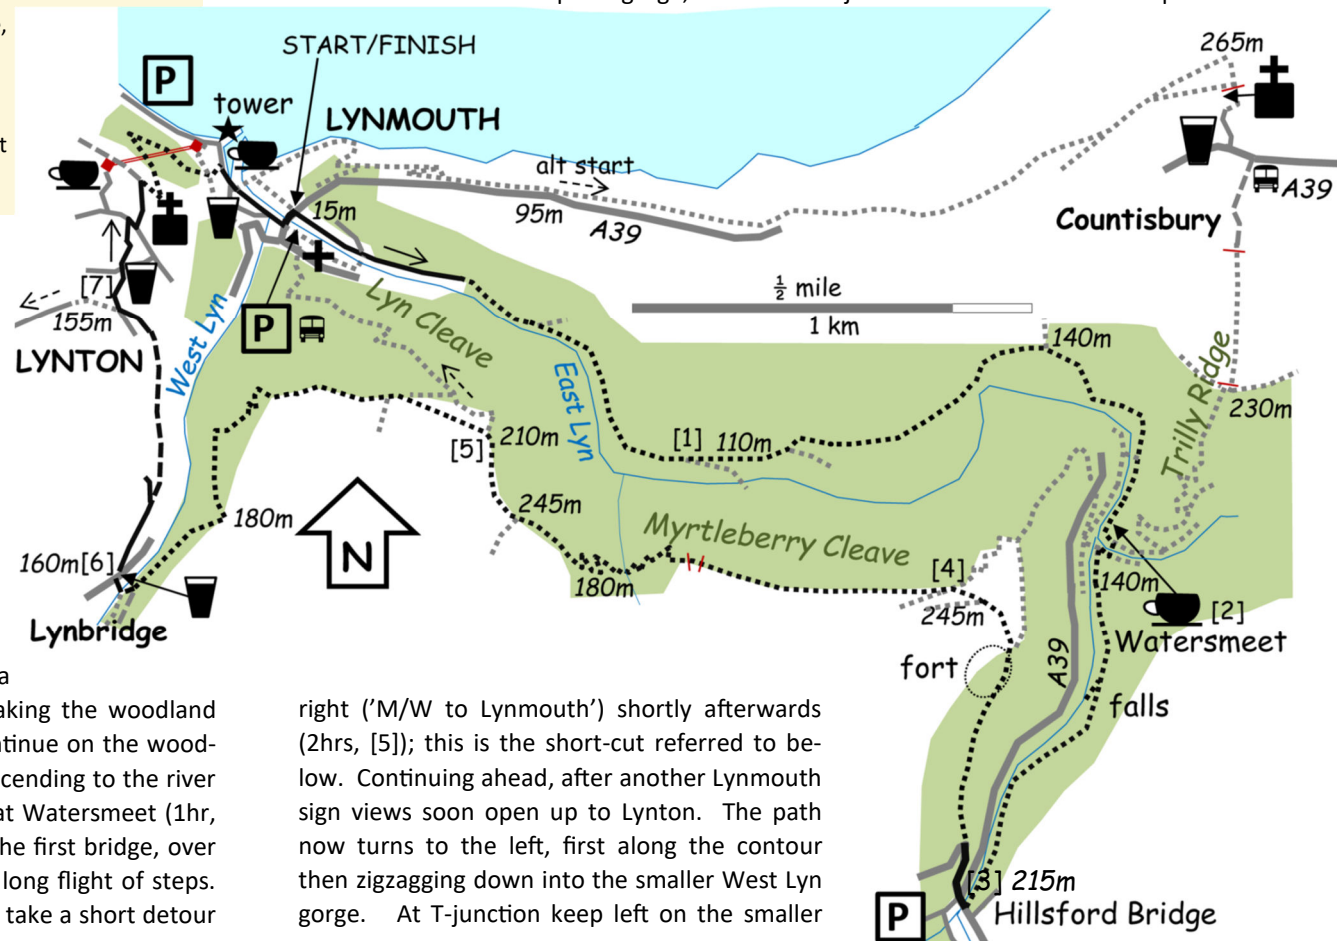 START/FINISH
265m
P
tower
LYNMOUTH
alt start
15m
95m
A39
A39
Countisbury
[7]
155m
LYNTON
West Lyn
P
Lyn Cleave
½ mile
1 km
140m
East Lyn
Trilly Ridge
230m
[1] 110m
210m
[5]
245m
180m
N
Myrtleberry Cleave
[4]
180m
245m
140m
[2]
Watersmeet
160m[6]
Lynbridge
fort
A39
falls
[3] 215m
P
Hillsford Bridge
a
aking the woodland
ntinue on the wood-
cending to the river
at Watersmeet (1hr,
he first bridge, over
long flight of steps.
take a short detour
right ('M/W to Lynmouth') shortly afterwards
(2hrs, [5]); this is the short-cut referred to be-
low. Continuing ahead, after another Lynmouth
sign views soon open up to Lynton. The path
now turns to the left, first along the contour
then zigzagging down into the smaller West Lyn
gorge. At T-junction keep left on the smaller